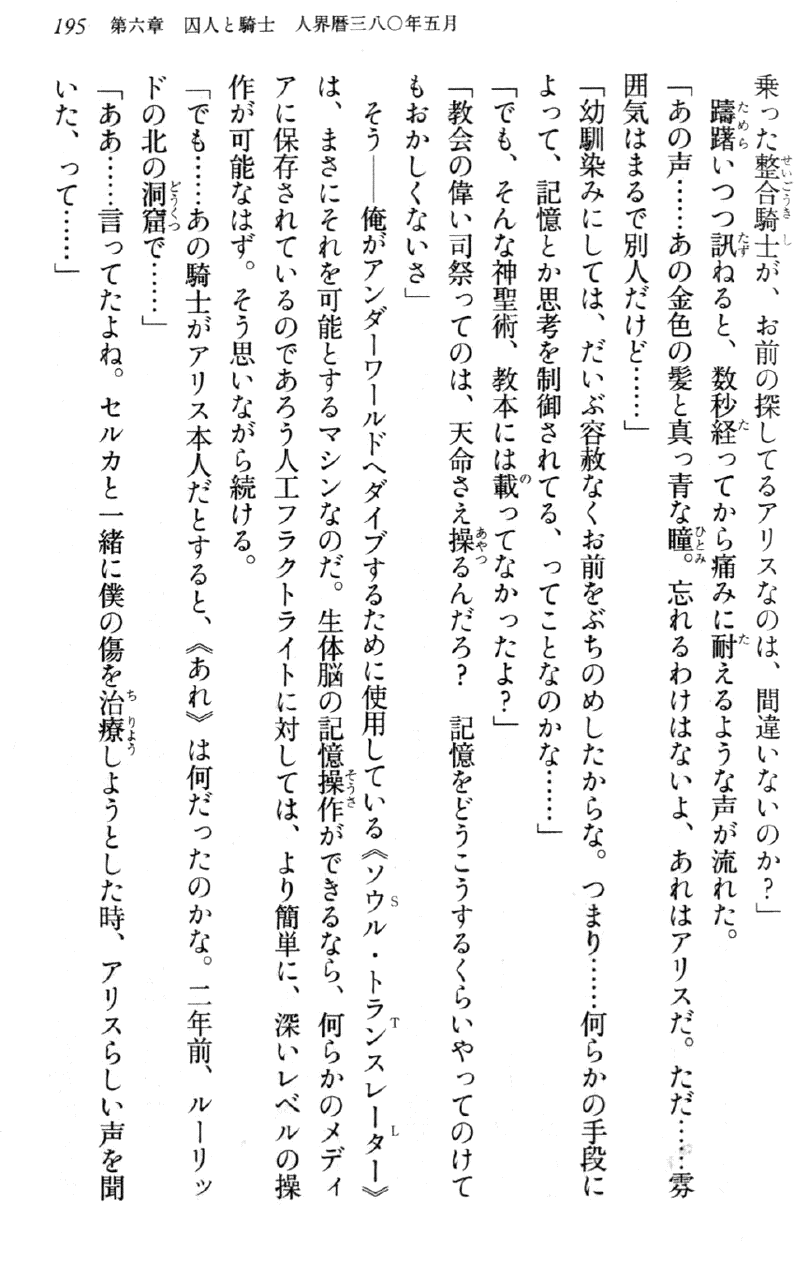 195　第六章　囚人と騎士　人界暦三八〇年五月
乗った整合騎士が、お前の探してるアリスなのは、間違いないのか？」
　躊躇いつつ訊ねると、数秒経ってから痛みに耐えるような声が流れた。
「あの声……あの金色の髪と真っ青な瞳。忘れるわけはないよ、あれはアリスだ。ただ……雰
囲気はまるで別人だけど……」
「幼馴染みにしては、だいぶ容赦なくお前をぶちのめしたからな。つまり……何らかの手段に
よって、記憶とか思考を制御されてる、ってことなのかな……」
「でも、そんな神聖術、教本には載ってなかったよ？」
「教会の偉い司祭ってのは、天命さえ操るんだろ？　記憶をどうこうするくらいやってのけて
もおかしくないさ」
　そう――俺がアンダーワールドへダイブするために使用している《ソウル・トランスレーター》
は、まさにそれを可能とするマシンなのだ。生体脳の記憶操作ができるなら、何らかのメディ
アに保存されているのであろう人工フラクトライトに対しては、より簡単に、深いレベルの操
作が可能なはず。そう思いながら続ける。
「でも……あの騎士がアリス本人だとすると、《あれ》は何だったのかな。二年前、ルーリッ
ドの北の洞窟で……」
「ああ……言ってたよね。セルカと一緒に僕の傷を治療しようとした時、アリスらしい声を聞
いた、って……」